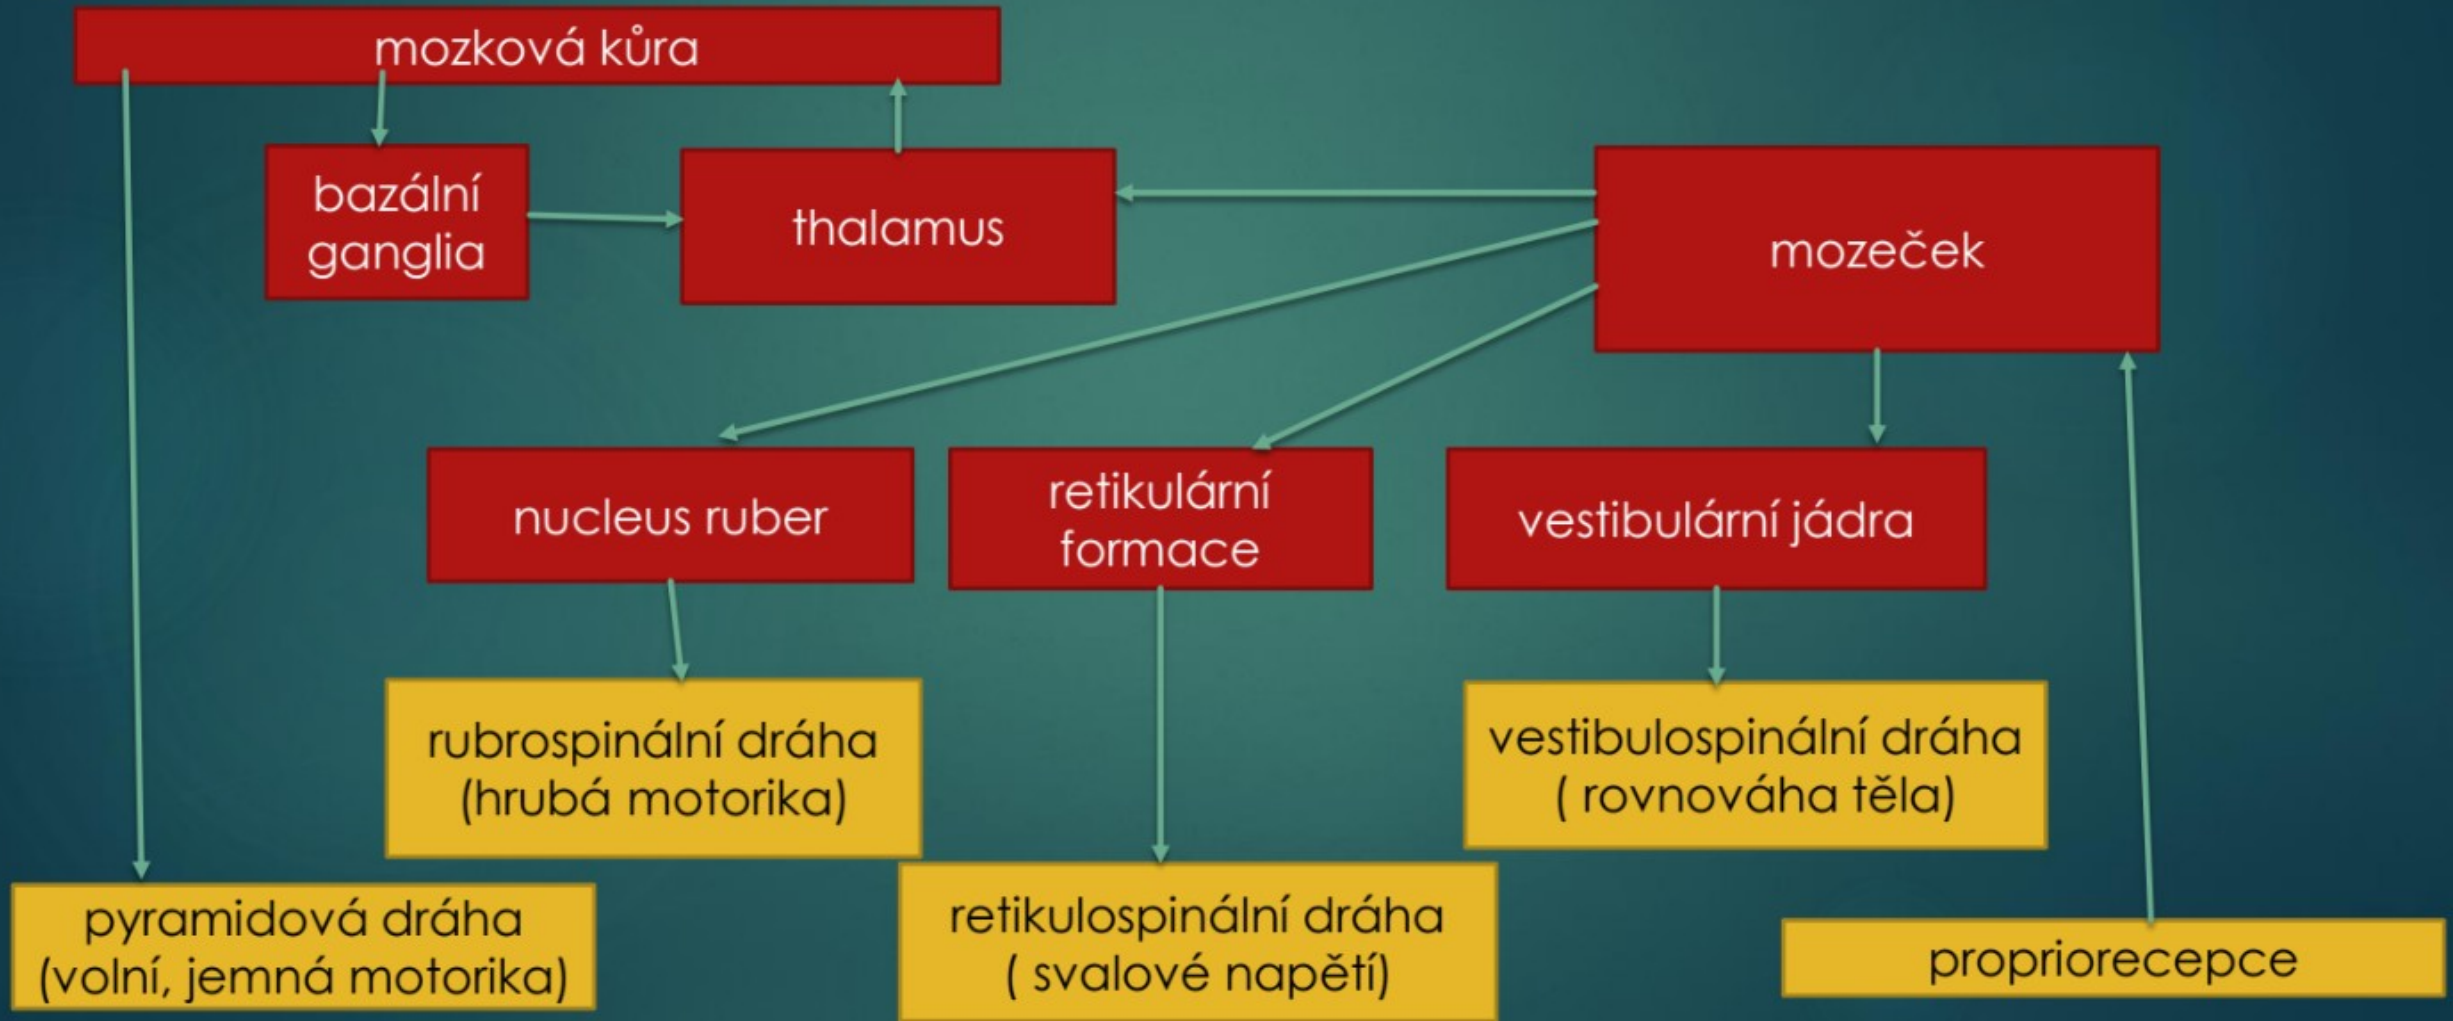 mozková kůra
bazální
ganglia
thalamus
mozeček
nucleus ruber
retikulární
formace
vestibulární jádra
rubrospinální dráha
(hrubá motorika)
vestibulospinální dráha
( rovnováha těla)
pyramidová dráha
(volní, jemná motorika)
retikulospinální dráha
( svalové napětí)
propriorecepce